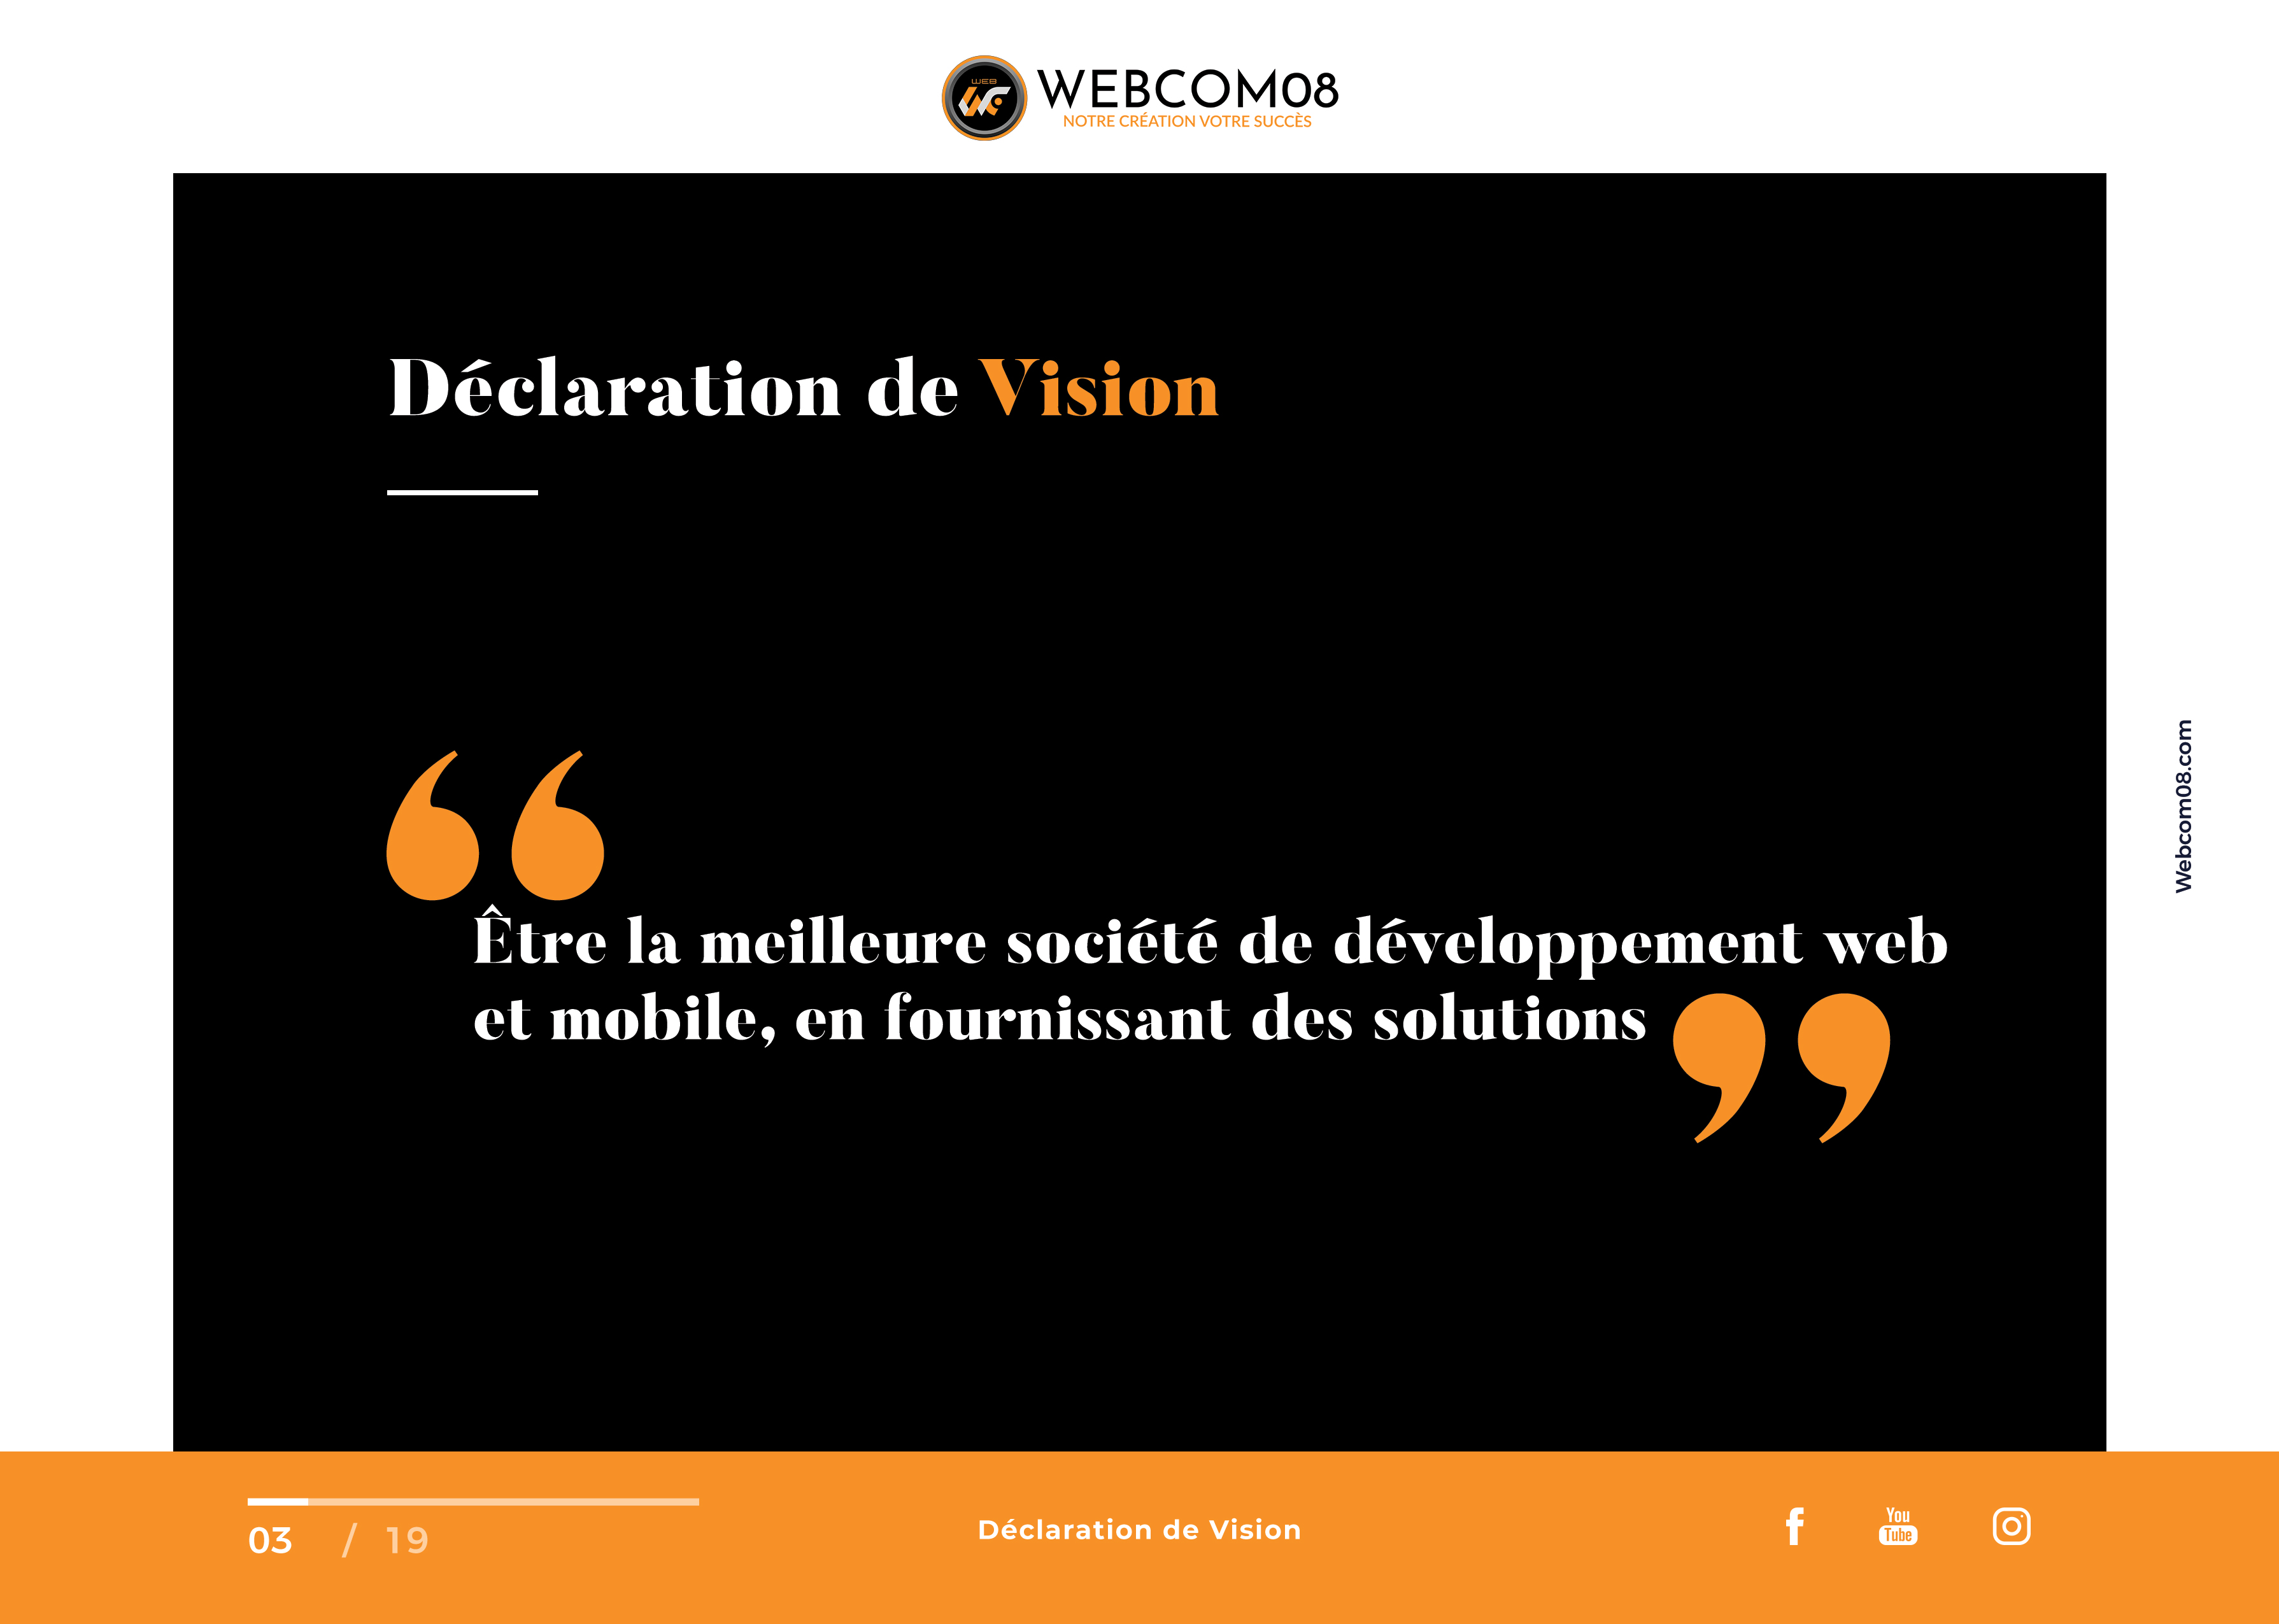 WEB
WEBCOM08
NOTRE CRÉATION VOTRE SUCCÈS
Déclaration de Vision
“
Être la meilleure société de développement web
et mobile, en fournissant des solutions ”
Webcom08.com
03 / 19
Déclaration de Vision
You
Tube